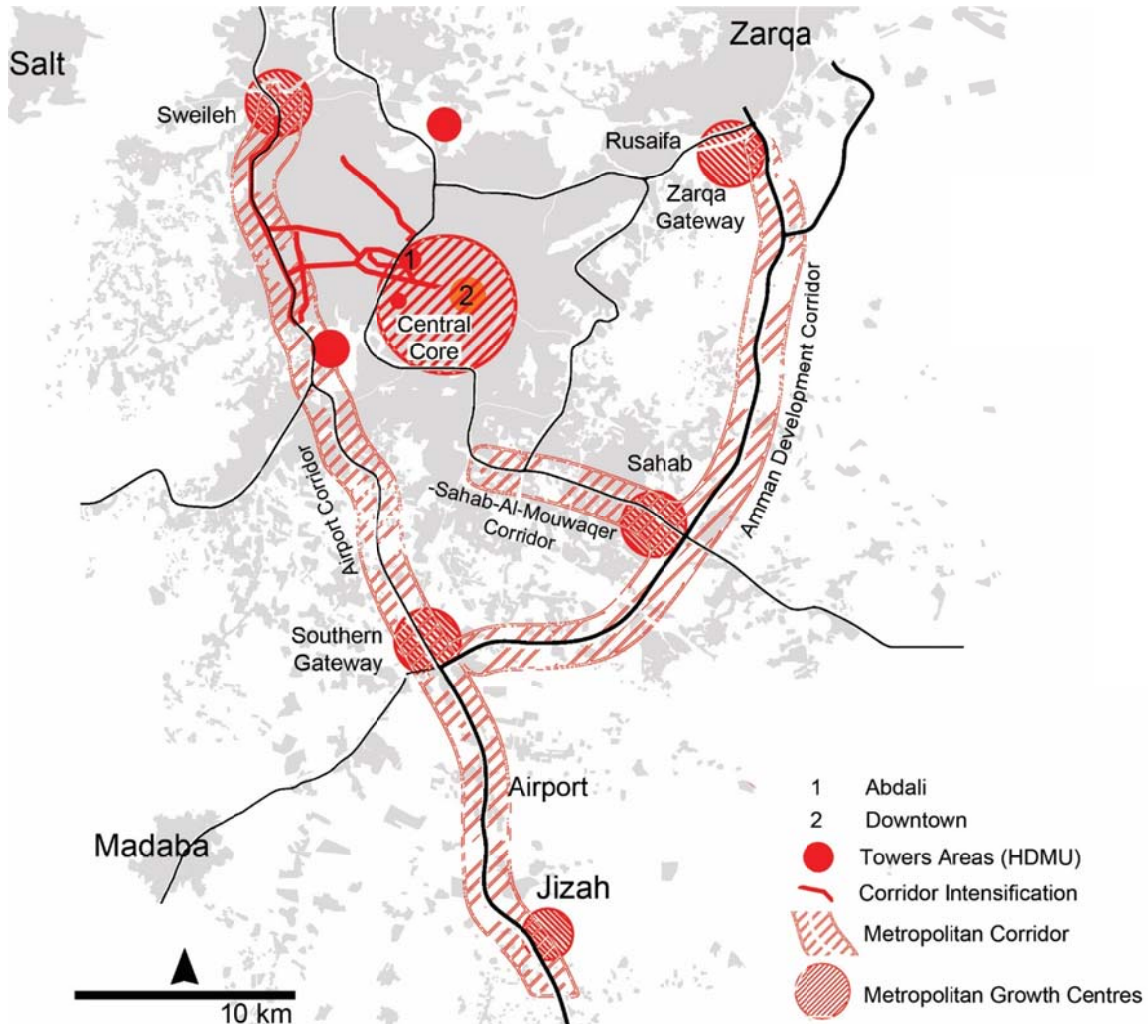 Zarqa
Salt
Sweileh
Rusaifa
Zarqa
Gateway
1
2
Central
Core
Amman Development Corridor
Sahab
-Sahab-Al-Mouwaqer
Corridor
Airport Corridor
Southern
Gateway
Airport
Madaba
Jizah
10 km
1 Abdali
2 Downtown
Towers Areas (HDMU)
Corridor Intensification
Metropolitan Corridor
Metropolitan Growth Centres